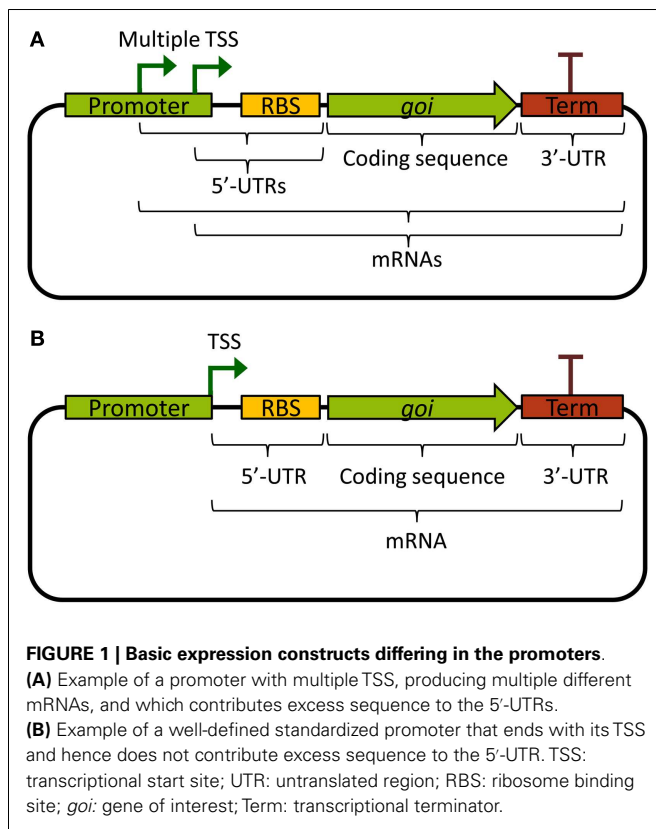 A
Multiple TSS
Promoter RBS goi Term
Coding sequence 3′-UTR
5′-UTRs
mRNAs
B
TSS
Promoter RBS goi Term
5′-UTR Coding sequence 3′-UTR
mRNA
FIGURE 1 | Basic expression constructs differing in the promoters.
(A) Example of a promoter with multiple TSS, producing multiple different
mRNAs, and which contributes excess sequence to the 5′-UTRs.
(B) Example of a well-defined standardized promoter that ends with its TSS
and hence does not contribute excess sequence to the 5′-UTR. TSS:
transcriptional start site; UTR: untranslated region; RBS: ribosome binding
site; goi: gene of interest; Term: transcriptional terminator.